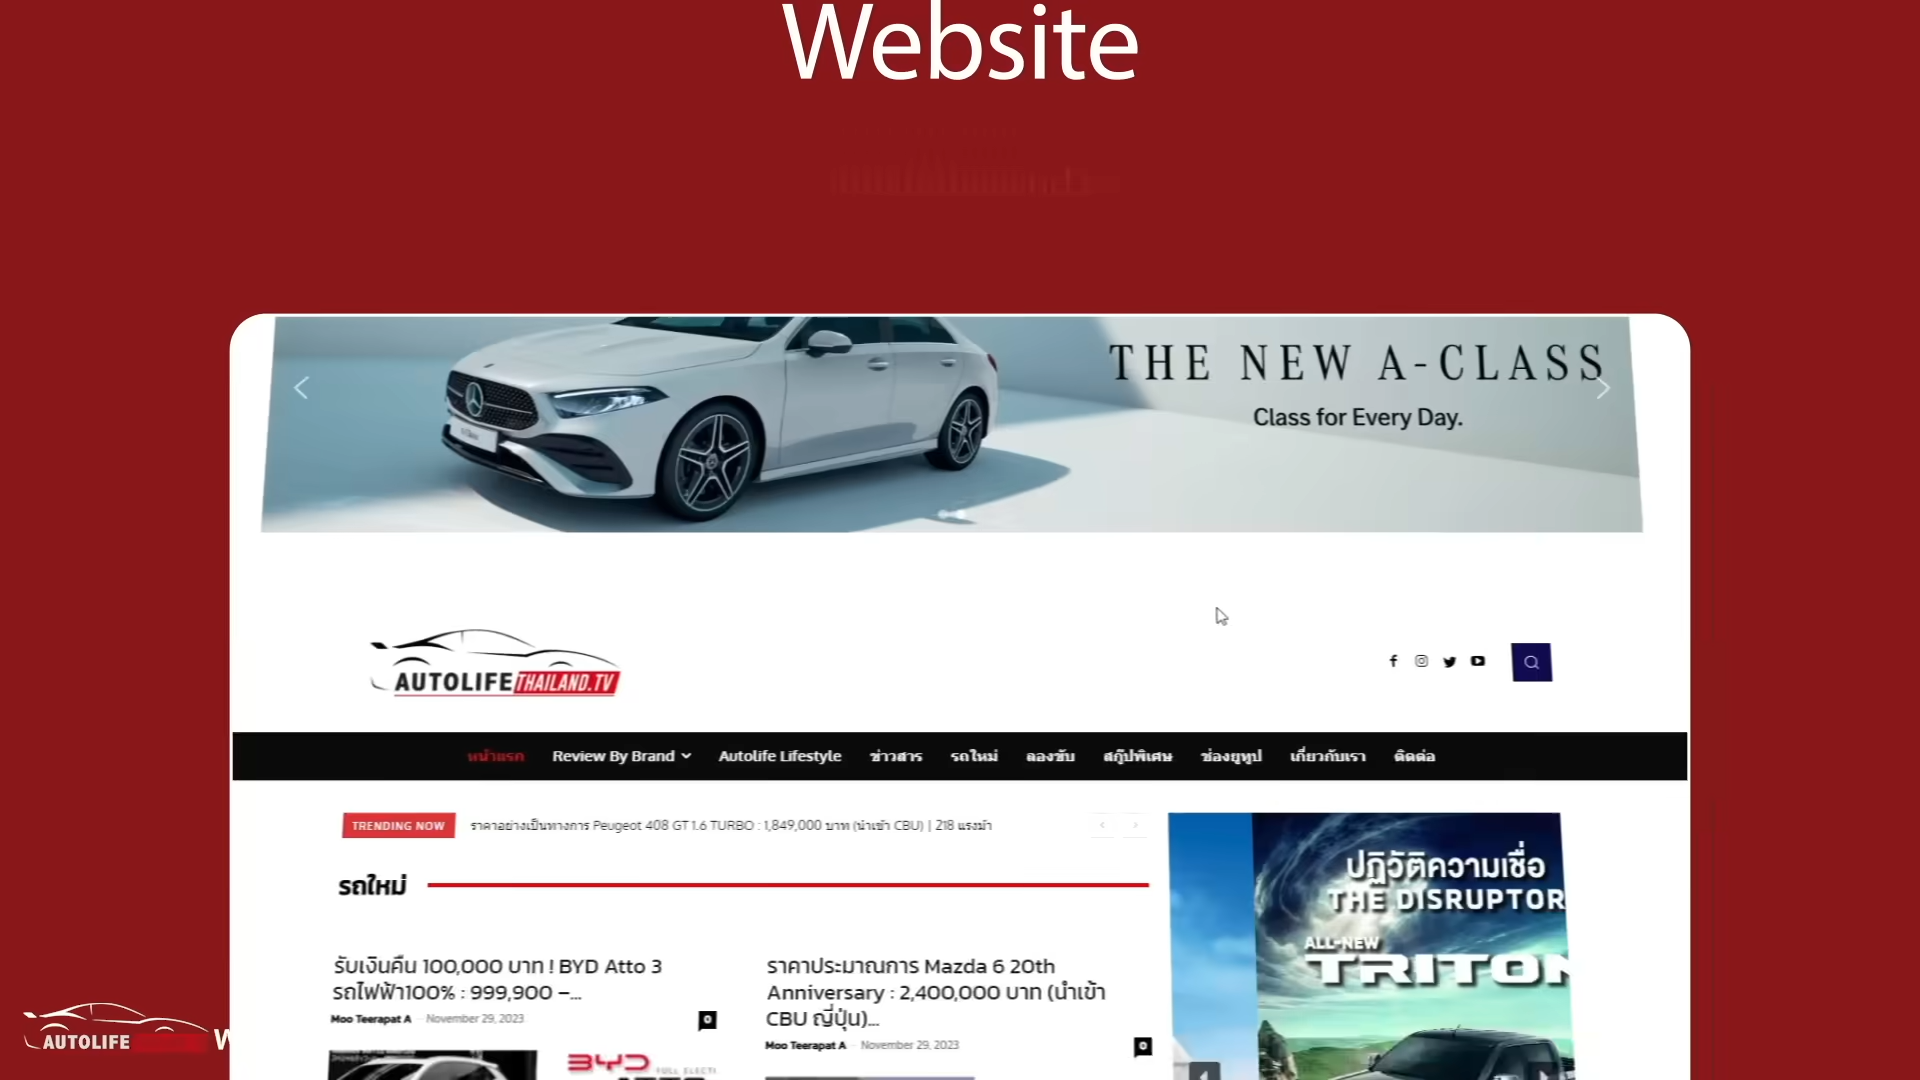 Website
THE NEW A-CLASS
Class for Every Day.
AUTOLIFE THAILAND.TV
หน้าแรก Review By Brand Autolife Lifestyle ข่าวสาร รถใหม่ ลองขับ สกู๊ปพิเศษ ช่องยูทูป เกี่ยวกับเรา ติดต่อ
TRENDING NOW ราคาอย่างเป็นทางการ Peugeot 408 GT 1.6 TURBO : 1,849,000 บาท (นำเข้า CBU) | 218 แรงม้า
รถใหม่
รับเงินคืน 100,000 บาท ! BYD Atto 3
รถไฟฟ้า100% : 999,900 –...
Moo Teerapat A - November 29, 2023 0
ราคาประมาณการ Mazda 6 20th
Anniversary : 2,400,000 บาท (นำเข้า
CBU ญี่ปุ่น)...
Moo Teerapat A - November 29, 2023 0
ปฏิวัติความเชื่อ
THE DISRUPTOR
ALL-NEW
TRITON
BYD
AUTOLIFE
W